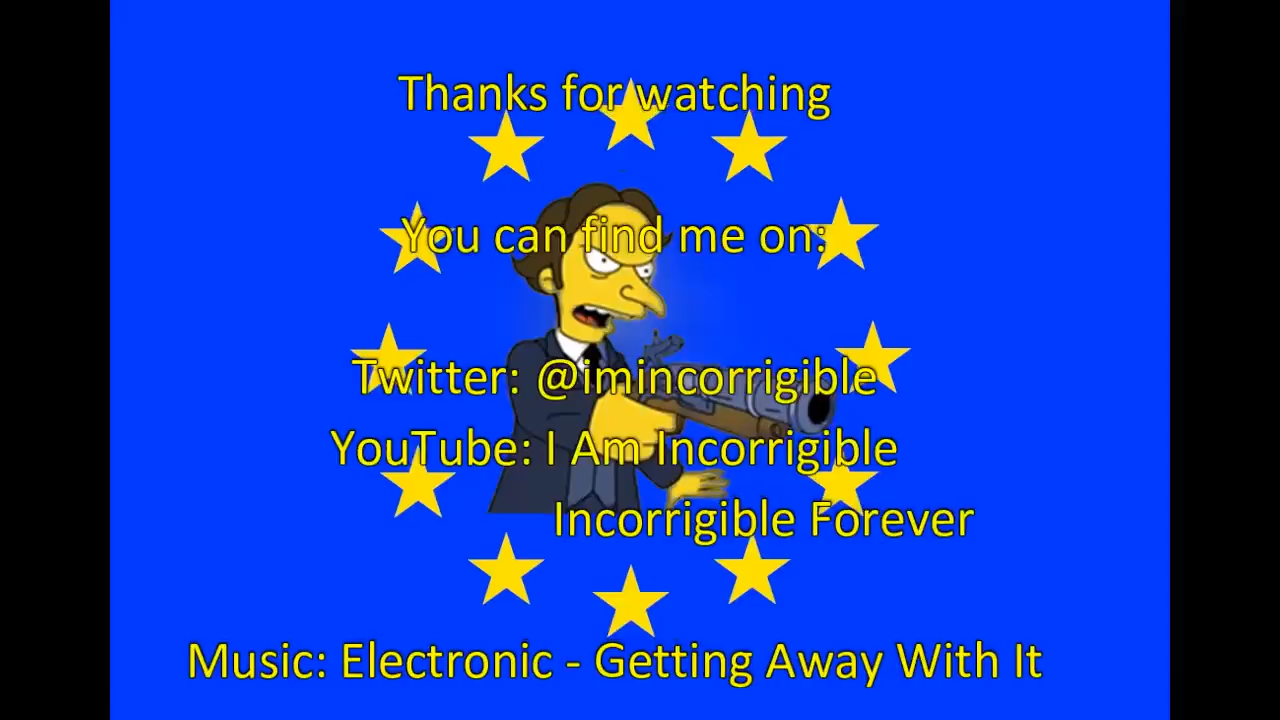 Thanks for watching
You can find me on:
Twitter: @imincorrigible
YouTube: I Am Incorrigible
Incorrigible Forever
Music: Electronic - Getting Away With It